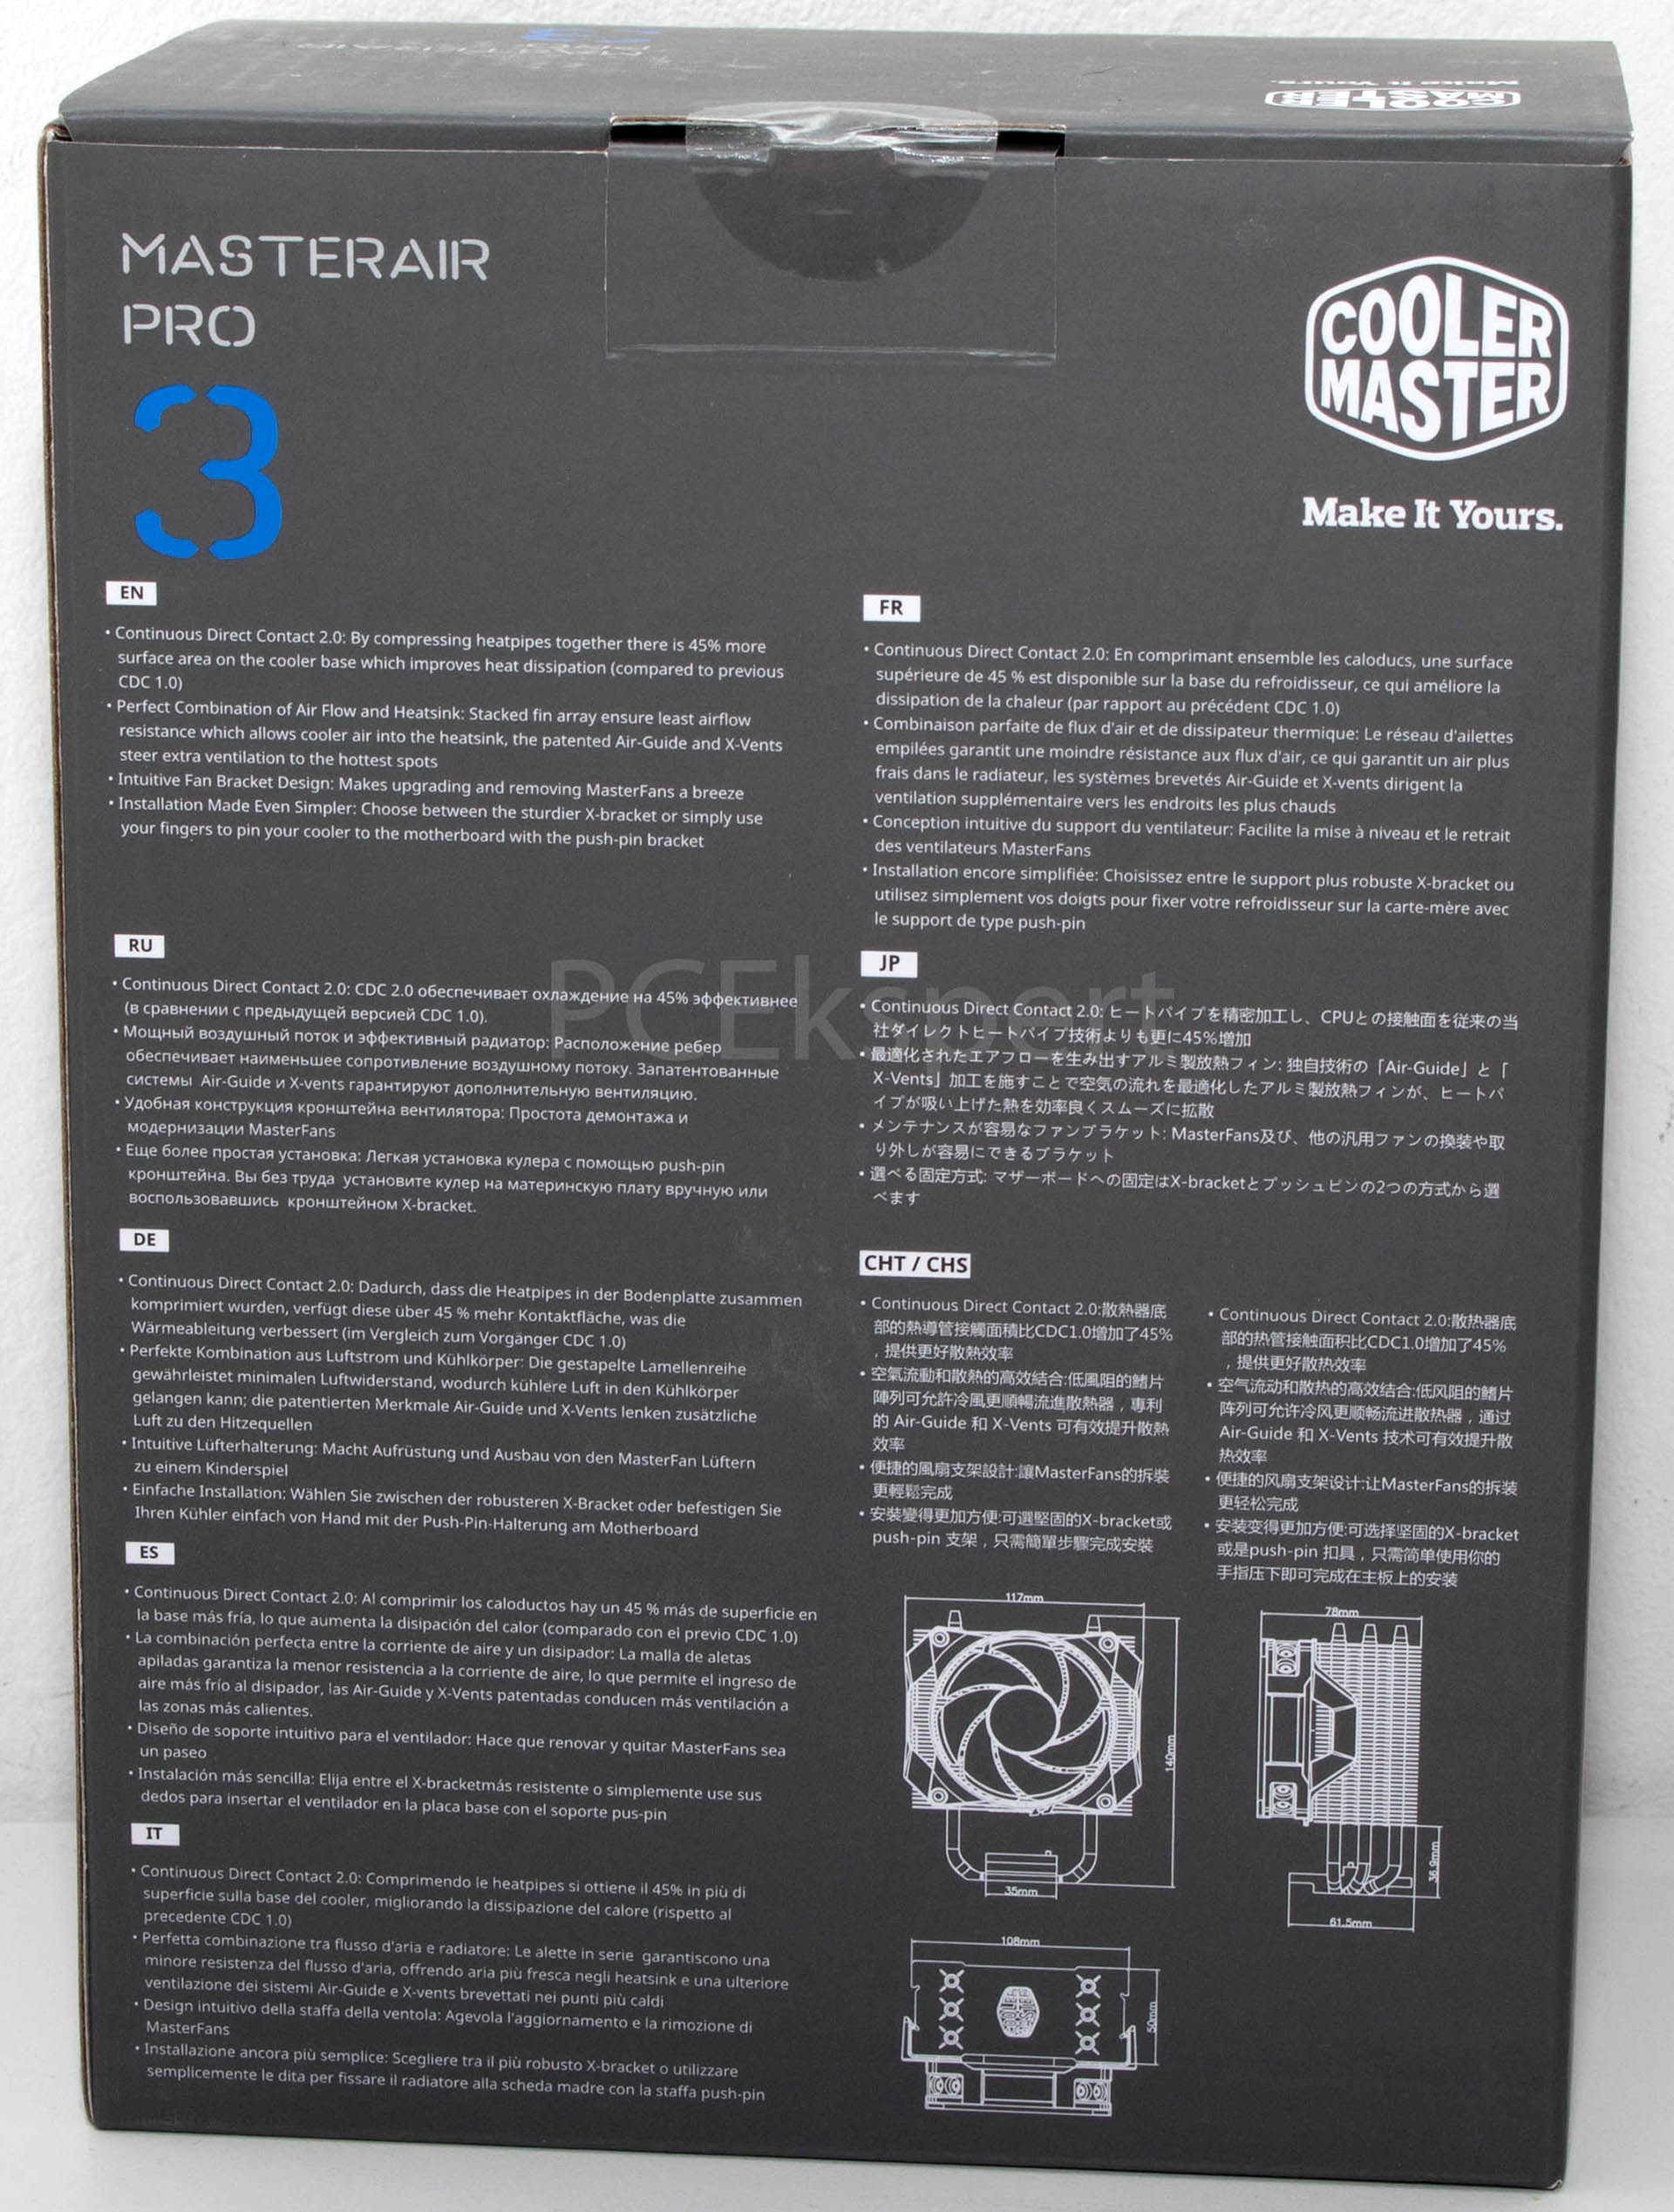 COOLER
MASTER
Make It Yours.
MASTERAIR
PRO
3
COOLER
MASTER
Make It Yours.
EN
• Continuous Direct Contact 2.0: By compressing heatpipes together there is 45% more
surface area on the cooler base which improves heat dissipation (compared to previous
CDC 1.0)
• Perfect Combination of Air Flow and Heatsink: Stacked fin array ensure least airflow
resistance which allows cooler air into the heatsink, the patented Air-Guide and X-Vents
steer extra ventilation to the hottest spots
• Intuitive Fan Bracket Design: Makes upgrading and removing MasterFans a breeze
• Installation Made Even Simpler: Choose between the sturdier X-bracket or simply use
your fingers to pin your cooler to the motherboard with the push-pin bracket
FR
• Continuous Direct Contact 2.0: En comprimant ensemble les caloducs, une surface
supérieure de 45 % est disponible sur la base du refroidisseur, ce qui améliore la
dissipation de la chaleur (par rapport au précédent CDC 1.0)
• Combinaison parfaite de flux d'air et de dissipateur thermique: Le réseau d'ailettes
empilées garantit une moindre résistance aux flux d'air, ce qui garantit un air plus
frais dans le radiateur, les systèmes brevetés Air-Guide et X-vents dirigent la
ventilation supplémentaire vers les endroits les plus chauds
• Conception intuitive du support du ventilateur: Facilite la mise à niveau et le retrait
des ventilateurs MasterFans
• Installation encore simplifiée: Choisissez entre le support plus robuste X-bracket ou
utilisez simplement vos doigts pour fixer votre refroidisseur sur la carte-mère avec
le support de type push-pin
RU
• Continuous Direct Contact 2.0: CDC 2.0 обеспечивает охлаждение на 45% эффективнее
(в сравнении с предыдущей версией CDC 1.0).
• Мощный воздушный поток и эффективный радиатор: Расположение ребер
обеспечивает наименьшее сопротивление воздушному потоку. Запатентованные
системы Air-Guide и X-vents гарантируют дополнительную вентиляцию.
• Удобная конструкция кронштейна вентилятора: Простота демонтажа и
модернизации MasterFans
• Еще более простая установка: Легкая установка кулера с помощью push-pin
кронштейна. Вы без труда установите кулер на материнскую плату вручную или
воспользовавшись кронштейном X-bracket.
JP
• Continuous Direct Contact 2.0: ヒートパイプを精密加工し、CPUとの接触面を従来の当
社ダイレクトヒートパイプ技術よりも更に45%増加
• 最適化されたエアフローを生み出すアルミ製放熱フィン: 独自技術の「Air-Guide」と「
X-Vents」加工を施すことで空気の流れを最適化したアルミ製放熱フィンが、ヒートパ
イプが吸い上げた熱を効率良くスムーズに拡散
• メンテナンスが容易なファンブラケット: MasterFans及び、他の汎用ファンの換装や取
り外しが容易にできるブラケット
• 選べる固定方式: マザーボードへの固定はX-bracketとプッシュピンの2つの方式から選
べます
PCEkspert
DE
• Continuous Direct Contact 2.0: Dadurch, dass die Heatpipes in der Bodenplatte zusammen
komprimiert wurden, verfügt diese über 45 % mehr Kontaktfläche, was die
Wärmeableitung verbessert (im Vergleich zum Vorgänger CDC 1.0)
• Perfekte Kombination aus Luftstrom und Kühlkörper: Die gestapelte Lamellenreihe
gewährleistet minimalen Luftwiderstand, wodurch kühlere Luft in den Kühlkörper
gelangen kann; die patentierten Merkmale Air-Guide und X-Vents lenken zusätzliche
Luft zu den Hitzequellen
• Intuitive Lüfterhalterung: Macht Aufrüstung und Ausbau von den MasterFan Lüftern
zu einem Kinderspiel
• Einfache Installation: Wählen Sie zwischen der robusteren X-Bracket oder befestigen Sie
Ihren Kühler einfach von Hand mit der Push-Pin-Halterung am Motherboard
CHT / CHS
• Continuous Direct Contact 2.0:散熱器底
部的熱導管接觸面積比CDC1.0增加了45%
，提供更好散熱效率
• 空氣流動和散熱的高效結合:低風阻的鰭片
陣列可允許冷風更順暢流進散熱器，專利
的 Air-Guide 和 X-Vents 可有效提升散熱
效率
• 便捷的風扇支架設計:讓MasterFans的拆裝
更輕鬆完成
• 安裝變得更加方便:可選堅固的X-bracket或
push-pin 支架，只需簡單步驟完成安裝
• Continuous Direct Contact 2.0:散热器底
部的热管接触面积比CDC1.0增加了45%
，提供更好散热效率
• 空气流动和散热的高效结合:低风阻的鳍片
阵列可允许冷风更顺畅流进散热器，通过
Air-Guide 和 X-Vents 技术可有效提升散
热效率
• 便捷的风扇支架设计:让MasterFans的拆装
更轻松完成
• 安装变得更加方便:可选择坚固的X-bracket
或是push-pin 扣具，只需简单使用你的
手指压下即可完成在主板上的安装
ES
• Continuous Direct Contact 2.0: Al comprimir los caloductos hay un 45 % más de superficie en
la base más fría, lo que aumenta la disipación del calor (comparado con el previo CDC 1.0)
• La combinación perfecta entre la corriente de aire y un disipador: La malla de aletas
apiladas garantiza la menor resistencia a la corriente de aire, lo que permite el ingreso de
aire más frío al disipador, las Air-Guide y X-Vents patentadas conducen más ventilación a
las zonas más calientes.
• Diseño de soporte intuitivo para el ventilador: Hace que renovar y quitar MasterFans sea
un paseo
• Instalación más sencilla: Elija entre el X-bracketmás resistente o simplemente use sus
dedos para insertar el ventilador en la placa base con el soporte pus-pin
IT
• Continuous Direct Contact 2.0: Comprimendo le heatpipes si ottiene il 45% in più di
superficie sulla base del cooler, migliorando la dissipazione del calore (rispetto al
precedente CDC 1.0)
• Perfetta combinazione tra flusso d'aria e radiatore: Le alette in serie garantiscono una
minore resistenza del flusso d'aria, offrendo aria più fresca negli heatsink e una ulteriore
ventilazione dei sistemi Air-Guide e X-vents brevettati nei punti più caldi
• Design intuitivo della staffa della ventola: Agevola l'aggiornamento e la rimozione di
MasterFans
• Installazione ancora più semplice: Scegliere tra il più robusto X-bracket o utilizzare
semplicemente le dita per fissare il radiatore alla scheda madre con la staffa push-pin
117mm
140mm
35mm
78mm
36.9mm
61.5mm
108mm
50mm